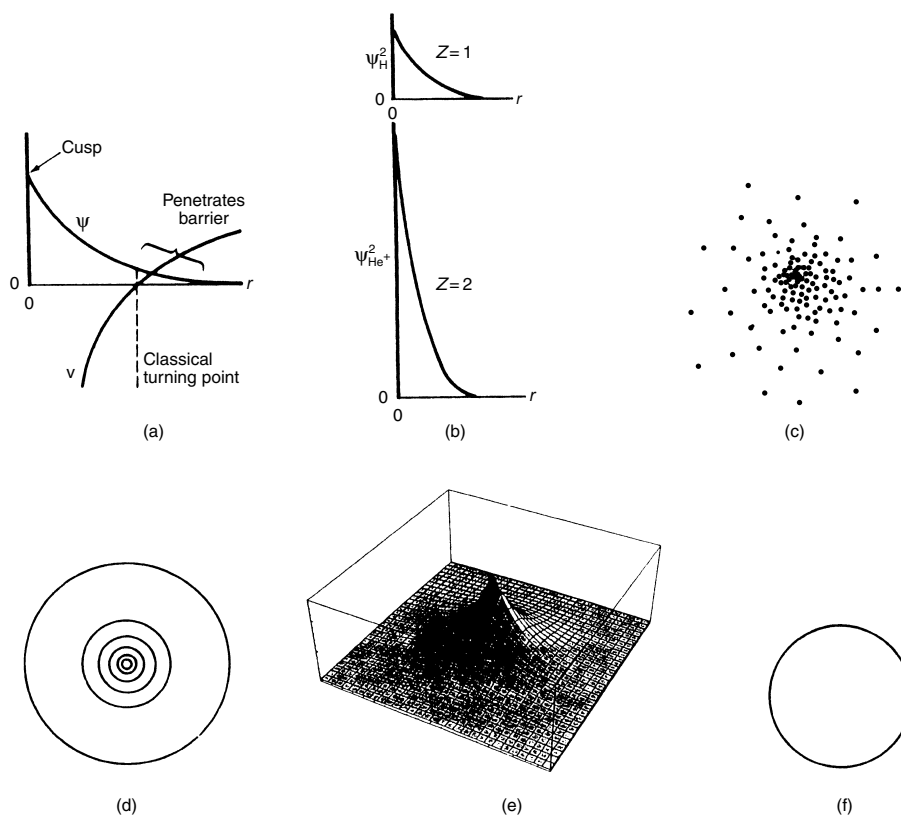 Cusp
ψ
Penetrates
barrier
0
0
r
v
Classical
turning point
(a)
ψ²H
Z = 1
0
0
r
ψ²He+
Z = 2
0
0
r
(b)
(c)
(d)
(e)
(f)